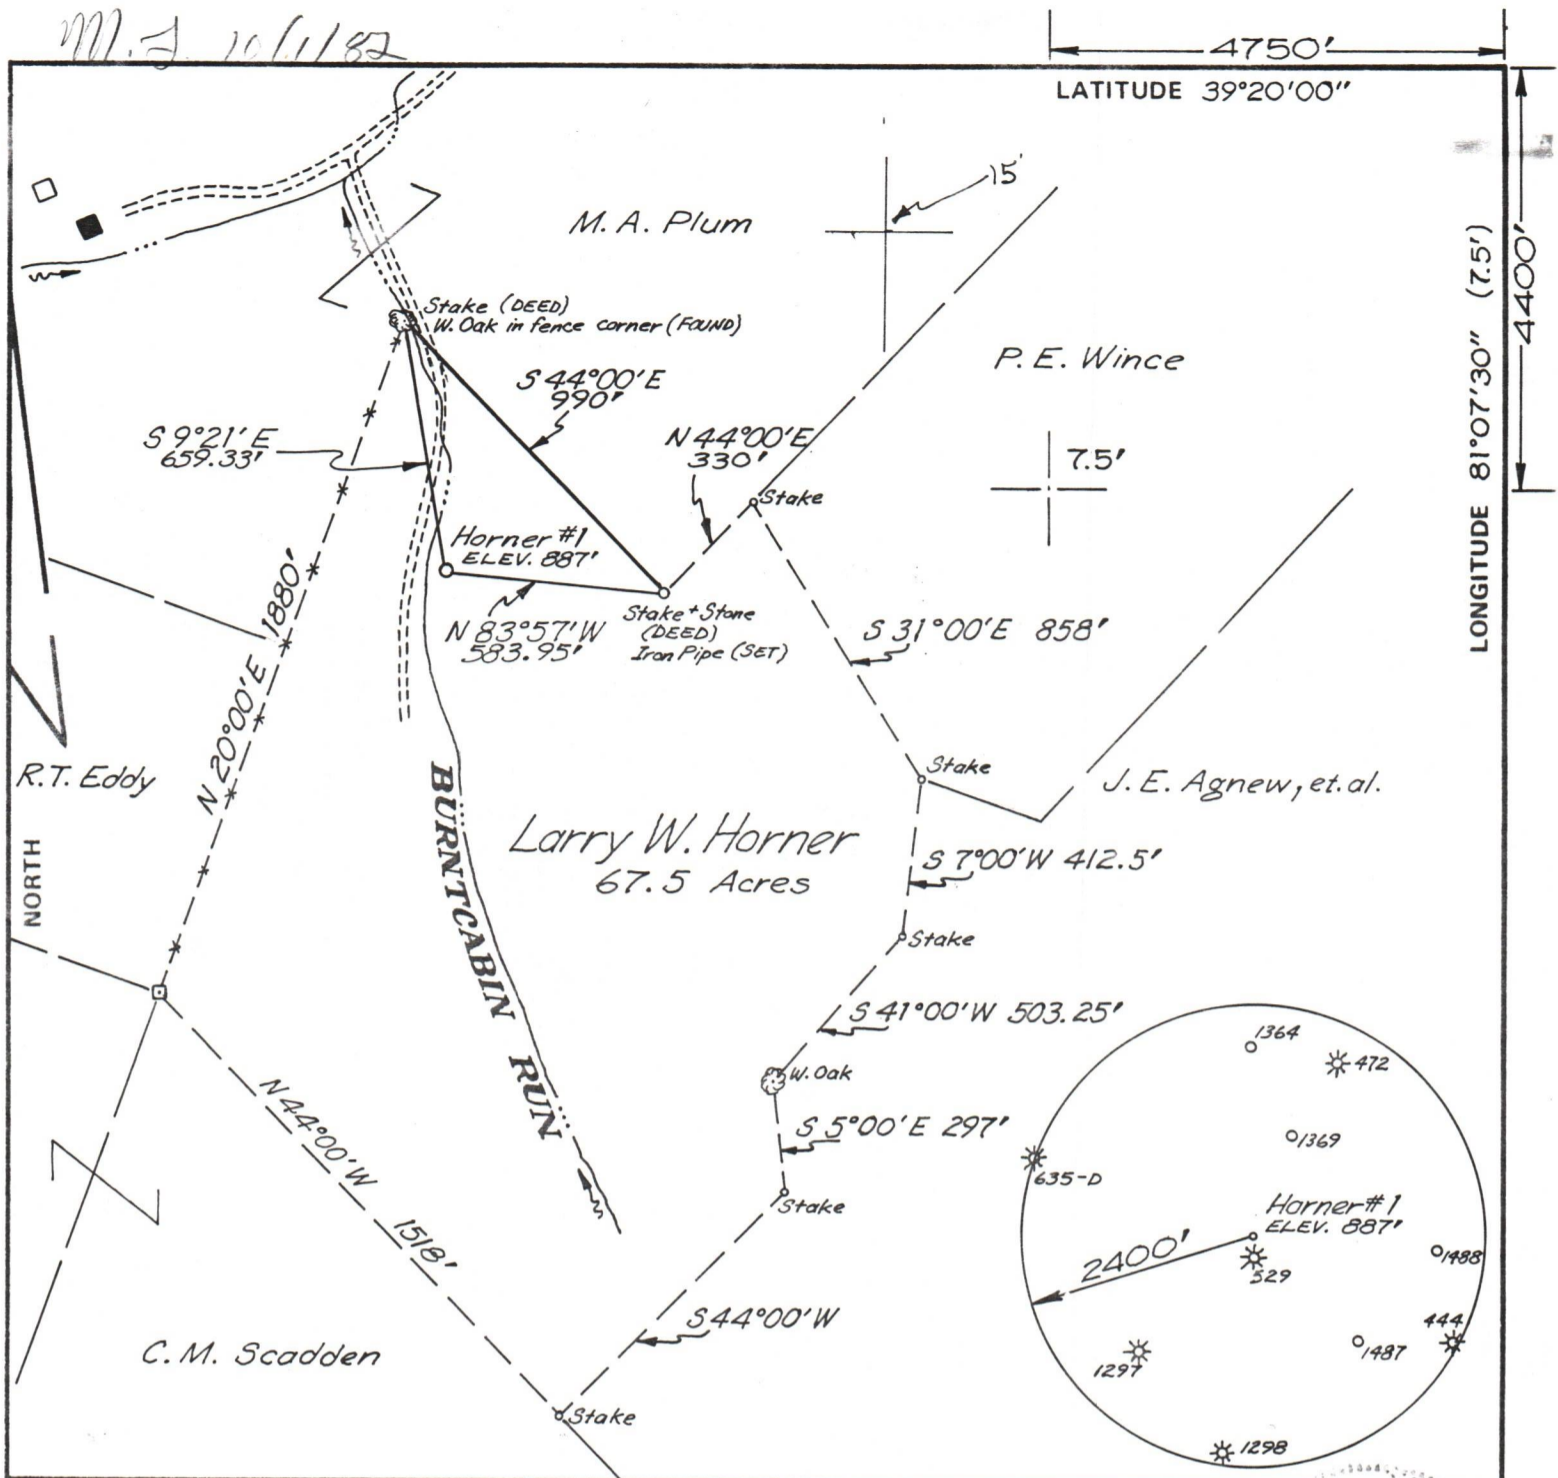 M.J. 10/1/82
4750'
LATITUDE 39°20'00"
4400'
LONGITUDE 81°07'30" (7.5')
15'
M. A. Plum
Stake (DEED)
W. Oak in fence corner (FOUND)
P. E. Wince
S 44°00'E
990'
S 9°21'E
659.33'
N 44°00'E
330'
7.5'
Stake
Horner #1
ELEV. 887'
N 83°57'W
583.95'
Stake + Stone
(DEED)
Iron Pipe (SET)
S 31°00'E 858'
N 20°00'E 1880'
R.T. Eddy
Stake
J. E. Agnew, et. al.
NORTH
BURNTCABIN RUN
Larry W. Horner
67.5 Acres
S 7°00'W 412.5'
Stake
S 41°00'W 503.25'
W. Oak
S 5°00'E 297'
Stake
N 44°00'W 1518'
S 44°00'W
C. M. Scadden
Stake
1364
472
1369
635-D
Horner #1
ELEV. 887'
2400'
529
1488
444
1487
1297
1298